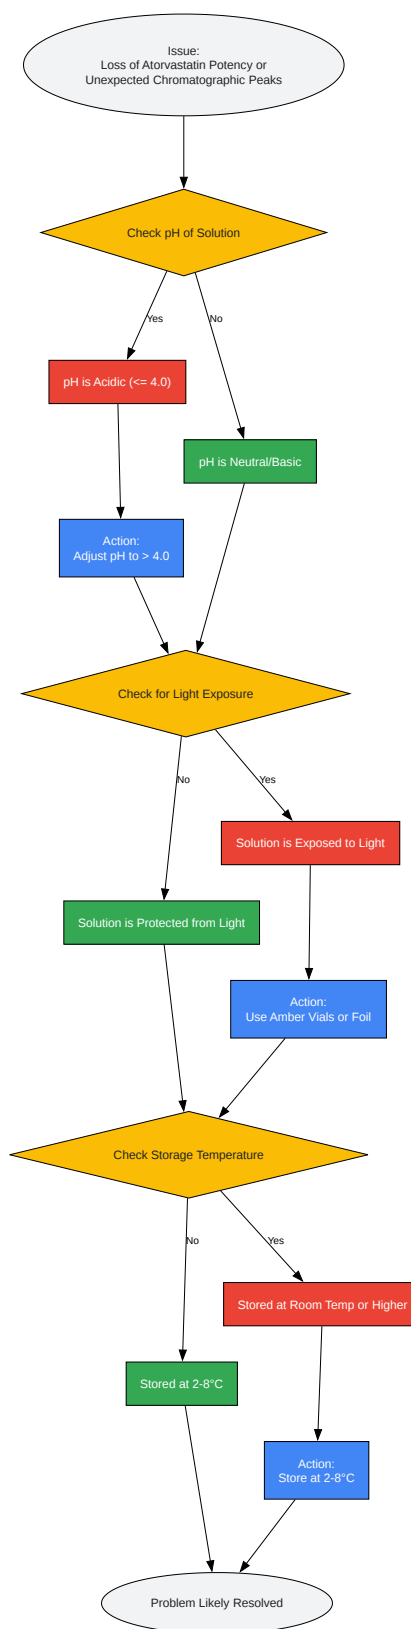 Issue:
Loss of Atorvastatin Potency or
Unexpected Chromatographic Peaks
Check pH of Solution
Yes
No
pH is Acidic (<= 4.0)
pH is Neutral/Basic
Action:
Adjust pH to > 4.0
Check for Light Exposure
No
Yes
Solution is Exposed to Light
Solution is Protected from Light
Action:
Use Amber Vials or Foil
Check Storage Temperature
No
Yes
Stored at Room Temp or Higher
Stored at 2-8°C
Action:
Store at 2-8°C
Problem Likely Resolved